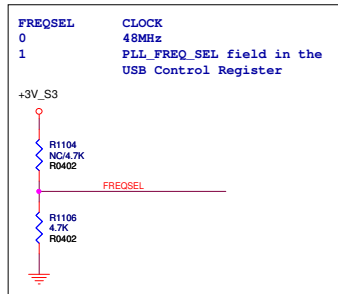 FREQSEL CLOCK
0 48MHz
1 PLL_FREQ_SEL field in the
USB Control Register
+3V_S3
R1104
NC/4.7K
R0402
FREQSEL
R1106
4.7K
R0402